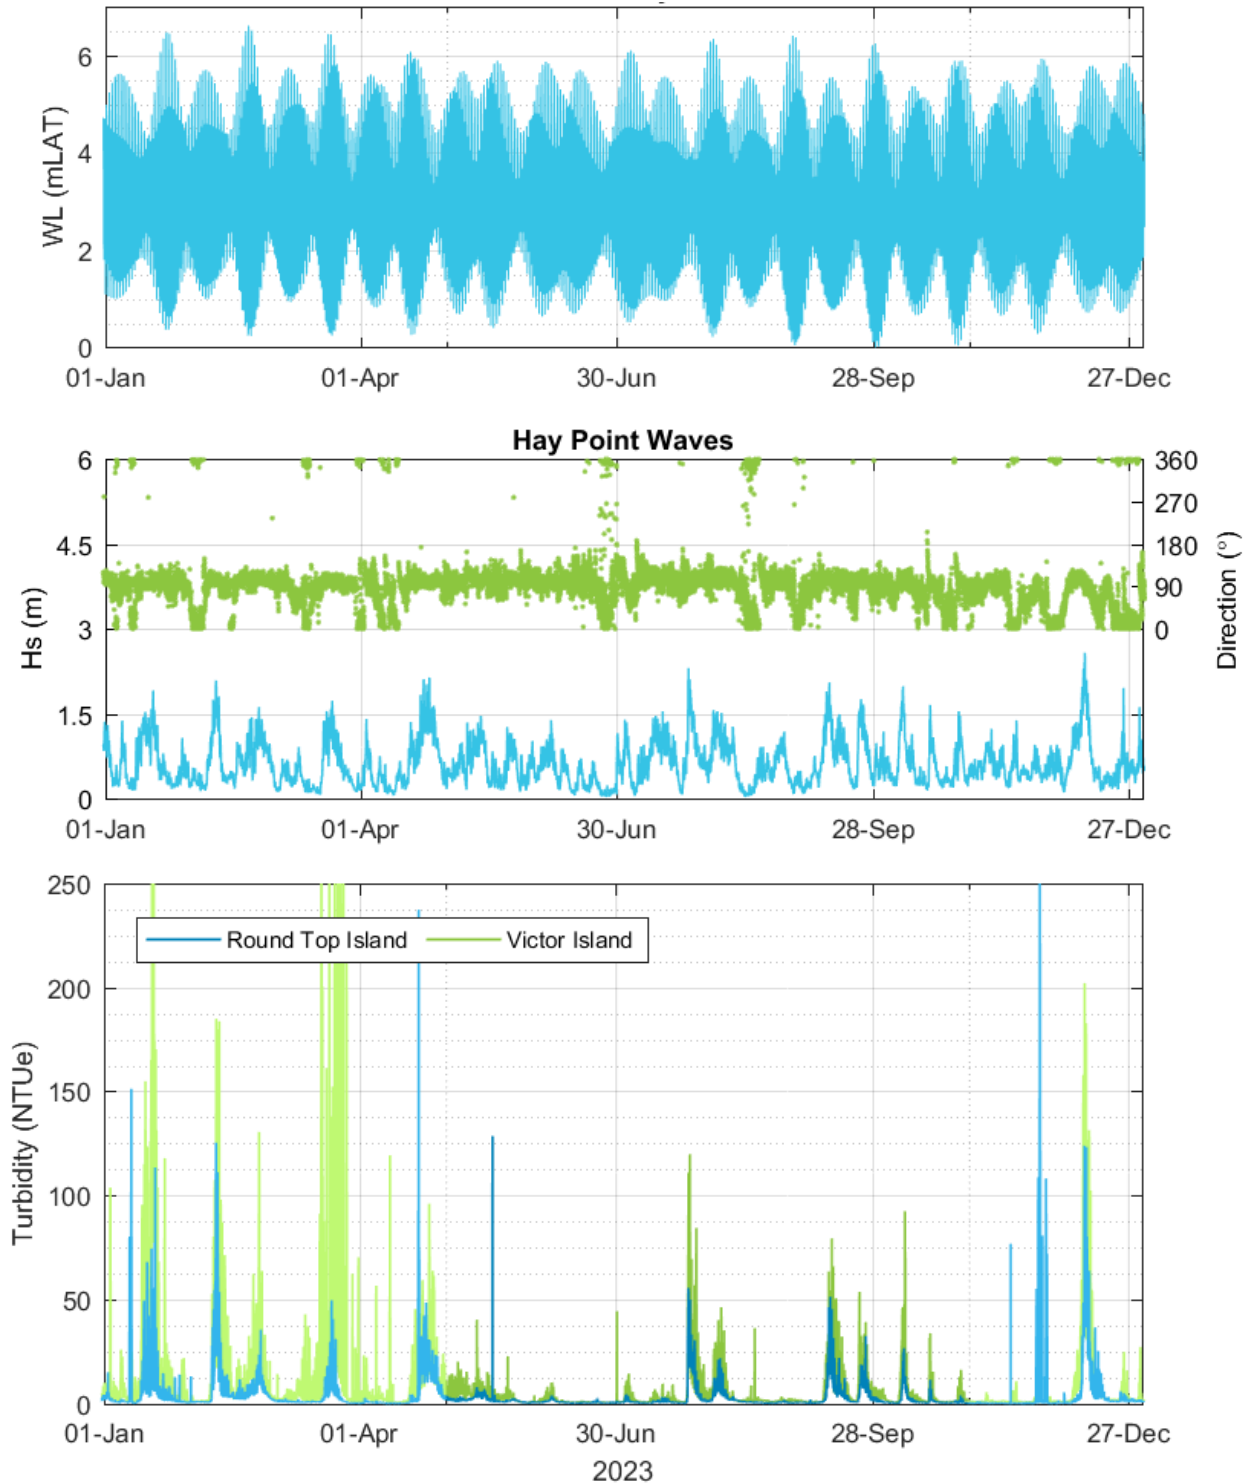 6
4
2
0
WL (mLAT)
01-Jan 01-Apr 30-Jun 28-Sep 27-Dec
Hay Point Waves
6 360
270
4.5 180
90
3 0
1.5
0
Hs (m)
Direction (°)
01-Jan 01-Apr 30-Jun 28-Sep 27-Dec
250
Round Top Island Victor Island
200
150
100
50
0
Turbidity (NTUe)
01-Jan 01-Apr 30-Jun 28-Sep 27-Dec
2023